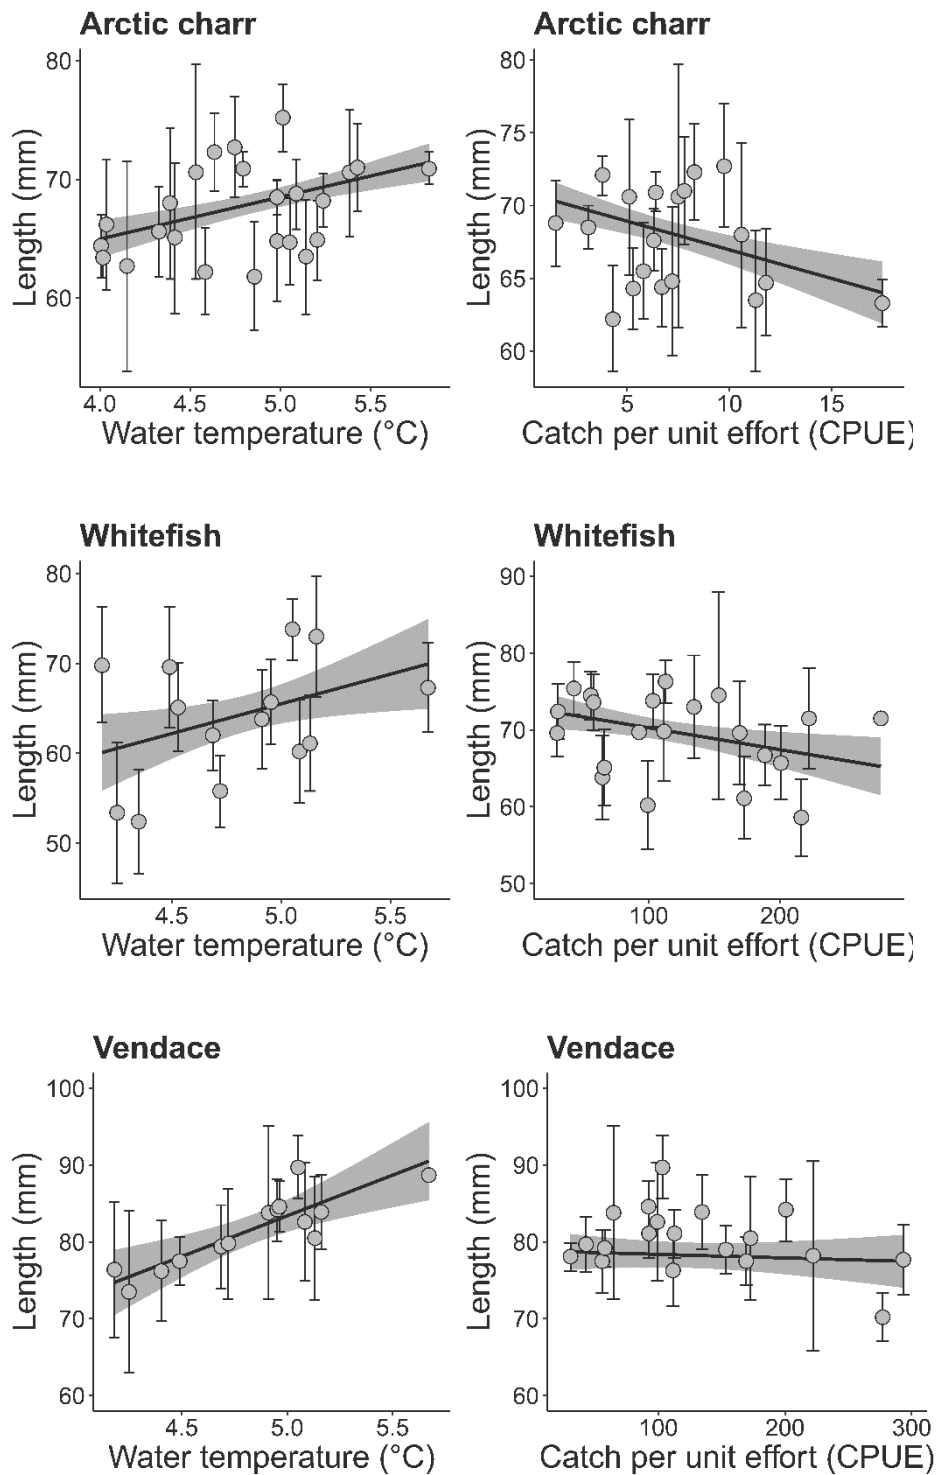 Arctic charr
80
70
60
Length (mm)
4.0 4.5 5.0 5.5
Water temperature (°C)
Arctic charr
80
75
70
65
60
Length (mm)
5 10 15
Catch per unit effort (CPUE)
Whitefish
80
70
60
50
Length (mm)
4.5 5.0 5.5
Water temperature (°C)
Whitefish
90
80
70
60
50
Length (mm)
100 200
Catch per unit effort (CPUE)
Vendace
100
90
80
70
60
Length (mm)
4.5 5.0 5.5
Water temperature (°C)
Vendace
100
90
80
70
60
Length (mm)
100 200 300
Catch per unit effort (CPUE)